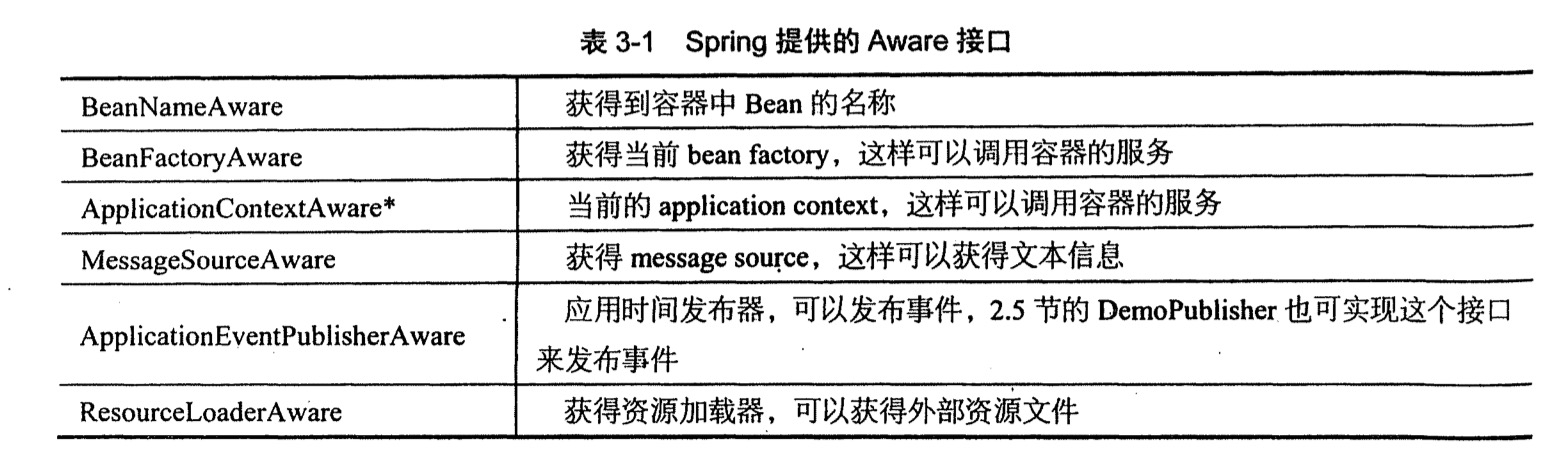 表 3-1 Spring 提供的 Aware 接口
BeanNameAware 获得到容器中 Bean 的名称
BeanFactoryAware 获得当前 bean factory，这样可以调用容器的服务
ApplicationContextAware* 当前的 application context，这样可以调用容器的服务
MessageSourceAware 获得 message source，这样可以获得文本信息
ApplicationEventPublisherAware 应用时间发布器，可以发布事件，2.5 节的 DemoPublisher 也可实现这个接口
来发布事件
ResourceLoaderAware 获得资源加载器，可以获得外部资源文件